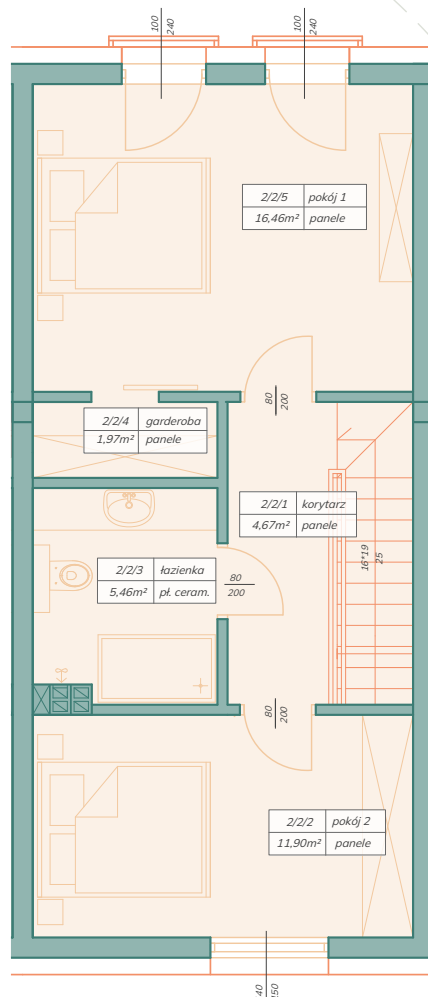 100
240
100
240
2/2/5 pokój 1
16,46m² panele
80
200
2/2/4 garderoba
1,97m² panele
2/2/1 korytarz
4,67m² panele
16*19
25
2/2/3 łazienka
5,46m² pł. ceram.
80
200
80
200
2/2/2 pokój 2
11,90m² panele